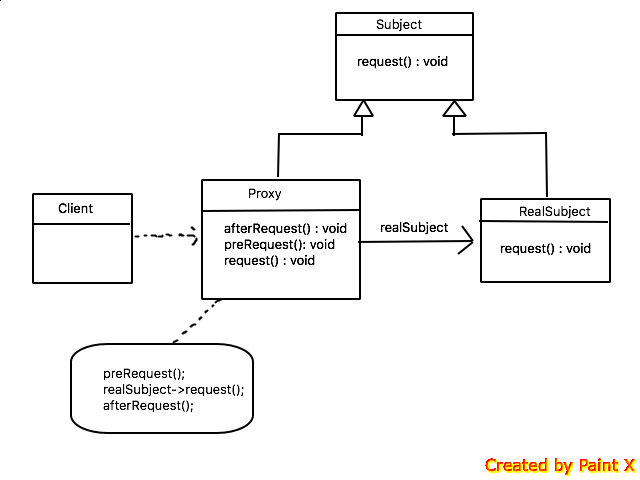 Subject
request() : void
Proxy
afterRequest() : void
preRequest(): void
request() : void
Client
realSubject
RealSubject
request() : void
preRequest();
realSubject->request();
afterRequest();
Created by Paint X